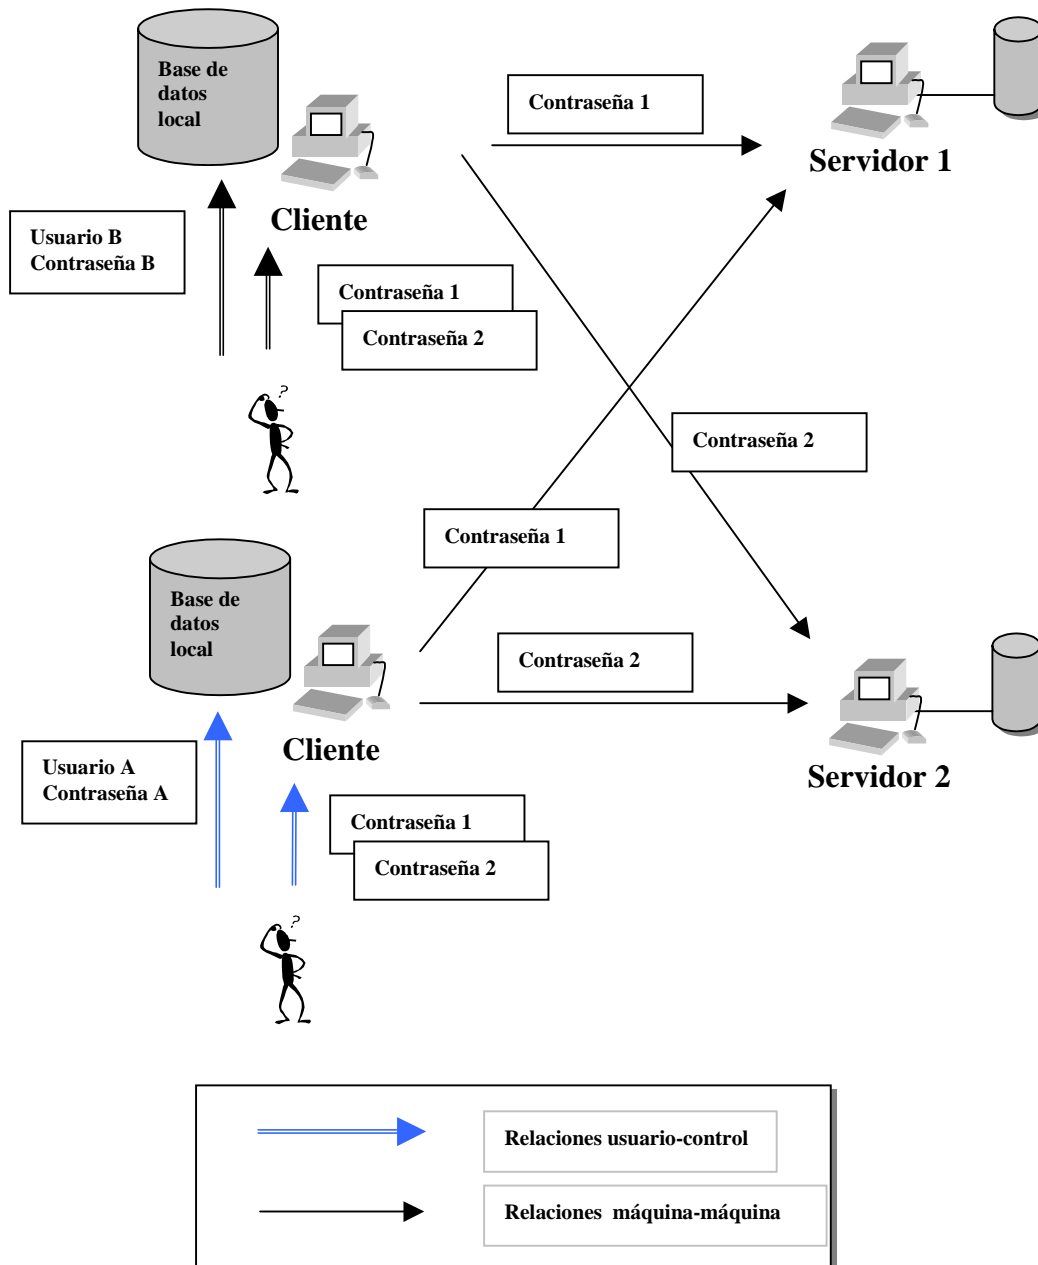 Base de
datos
local
Contraseña 1
Servidor 1
Cliente
Usuario B
Contraseña B
Contraseña 1
Contraseña 2
?
Contraseña 2
Contraseña 1
Base de
datos
local
Contraseña 2
Cliente
Servidor 2
Usuario A
Contraseña A
Contraseña 1
Contraseña 2
?
Relaciones usuario-control
Relaciones máquina-máquina